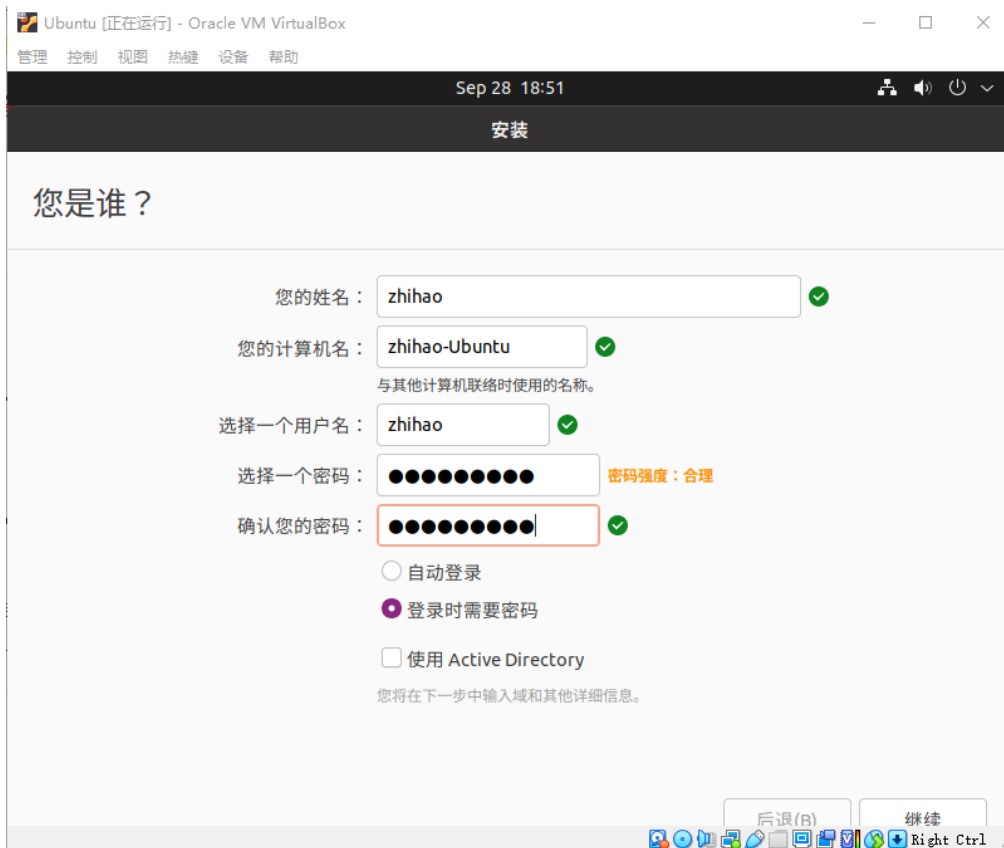 Ubuntu [正在运行] - Oracle VM VirtualBox
管理 控制 视图 热键 设备 帮助
Sep 28 18:51
安装
您是谁？
您的姓名： zhihao
您的计算机名： zhihao-Ubuntu
与其他计算机联络时使用的名称。
选择一个用户名： zhihao
选择一个密码： ●●●●●●●●● 密码强度：合理
确认您的密码： ●●●●●●●●●
自动登录
登录时需要密码
使用 Active Directory
您将在下一步中输入域和其他详细信息。
后退(B) 继续
Right Ctrl